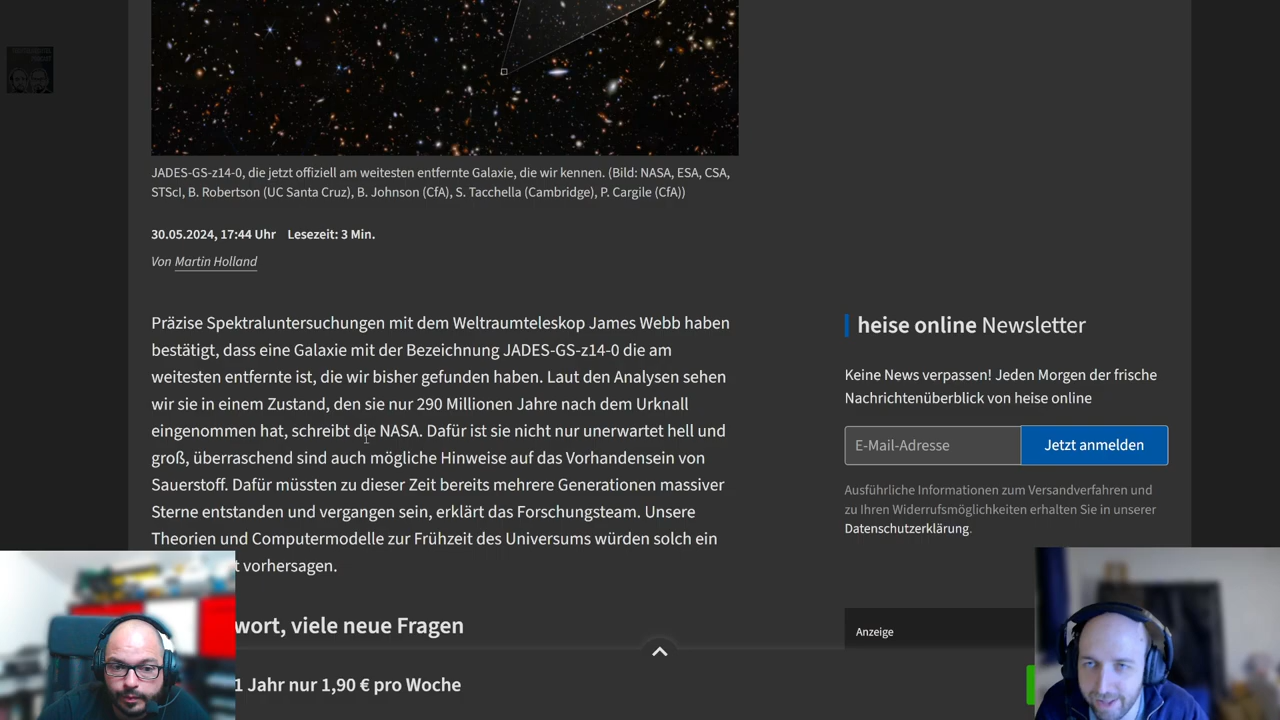 JADES-GS-z14-0, die jetzt offiziell am weitesten entfernte Galaxie, die wir kennen. (Bild: NASA, ESA, CSA,
STScI, B. Robertson (UC Santa Cruz), B. Johnson (CfA), S. Tacchella (Cambridge), P. Cargile (CfA))
30.05.2024, 17:44 Uhr Lesezeit: 3 Min.
Von Martin Holland
Präzise Spektraluntersuchungen mit dem Weltraumteleskop James Webb haben
bestätigt, dass eine Galaxie mit der Bezeichnung JADES-GS-z14-0 die am
weitesten entfernte ist, die wir bisher gefunden haben. Laut den Analysen sehen
wir sie in einem Zustand, den sie nur 290 Millionen Jahre nach dem Urknall
eingenommen hat, schreibt die NASA. Dafür ist sie nicht nur unerwartet hell und
groß, überraschend sind auch mögliche Hinweise auf das Vorhandensein von
Sauerstoff. Dafür müssten zu dieser Zeit bereits mehrere Generationen massiver
Sterne entstanden und vergangen sein, erklärt das Forschungsteam. Unsere
Theorien und Computermodelle zur Frühzeit des Universums würden solch ein
t vorhersagen.
wort, viele neue Fragen
1 Jahr nur 1,90 € pro Woche
heise online Newsletter
Keine News verpassen! Jeden Morgen der frische
Nachrichtenüberblick von heise online
E-Mail-Adresse
Jetzt anmelden
Ausführliche Informationen zum Versandverfahren und
zu Ihren Widerrufsmöglichkeiten erhalten Sie in unserer
Datenschutzerklärung.
Anzeige